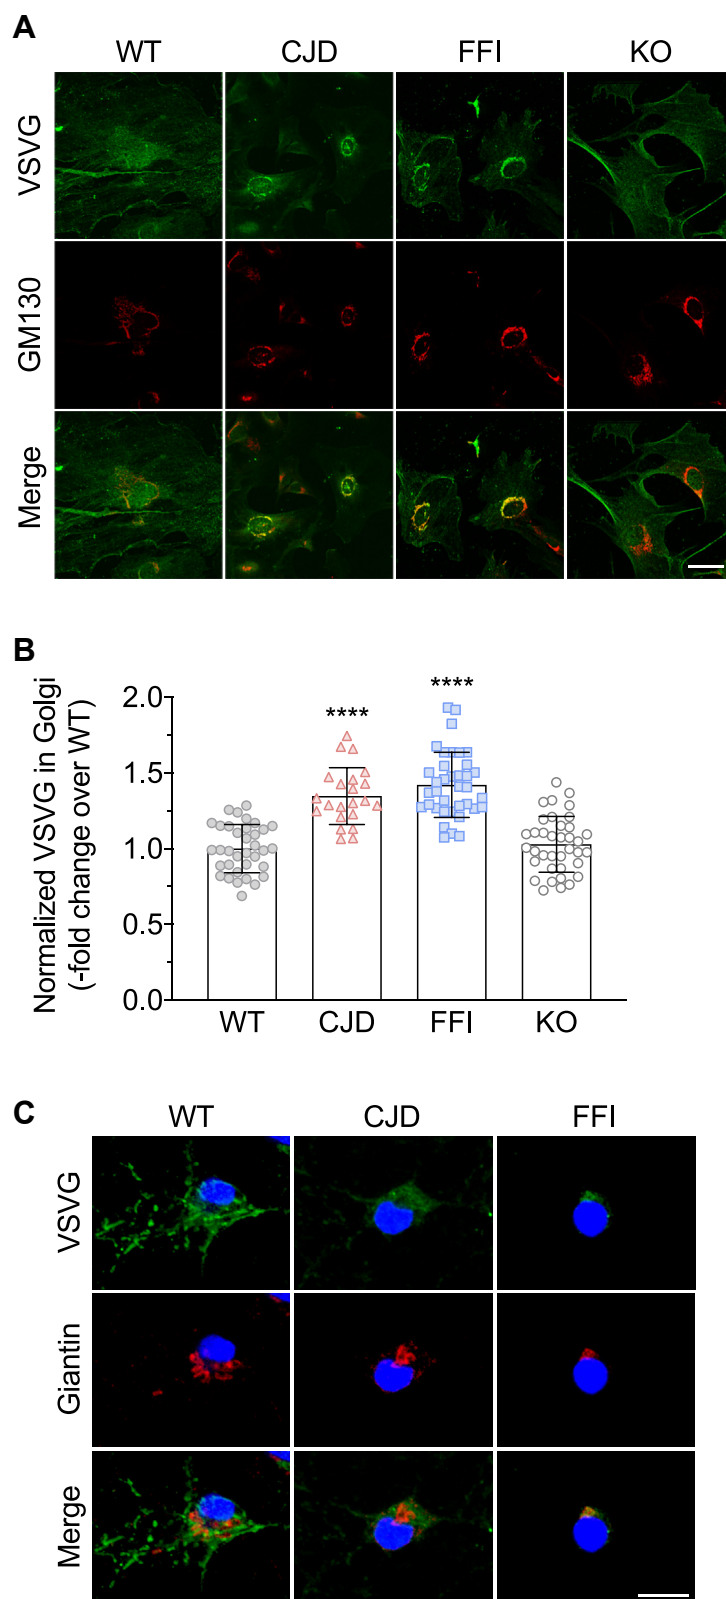 A
WT CJD FFI KO
VSVG
GM130
Merge
B
Normalized VSVG in Golgi
(-fold change over WT)
2.0
1.5
1.0
0.5
0.0
**** ****
WT CJD FFI KO
C
WT CJD FFI
VSVG
Giantin
Merge